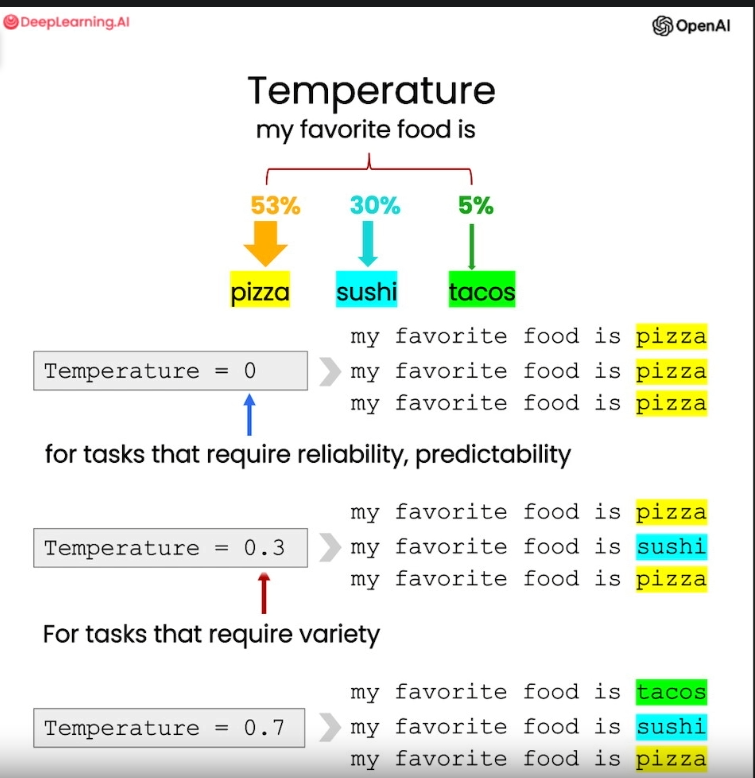 DeepLearning.AI
OpenAI
Temperature
my favorite food is
53% 30% 5%
pizza sushi tacos
my favorite food is pizza
Temperature = 0 my favorite food is pizza
my favorite food is pizza
for tasks that require reliability, predictability
my favorite food is pizza
Temperature = 0.3 my favorite food is sushi
my favorite food is pizza
For tasks that require variety
my favorite food is tacos
Temperature = 0.7 my favorite food is sushi
my favorite food is pizza